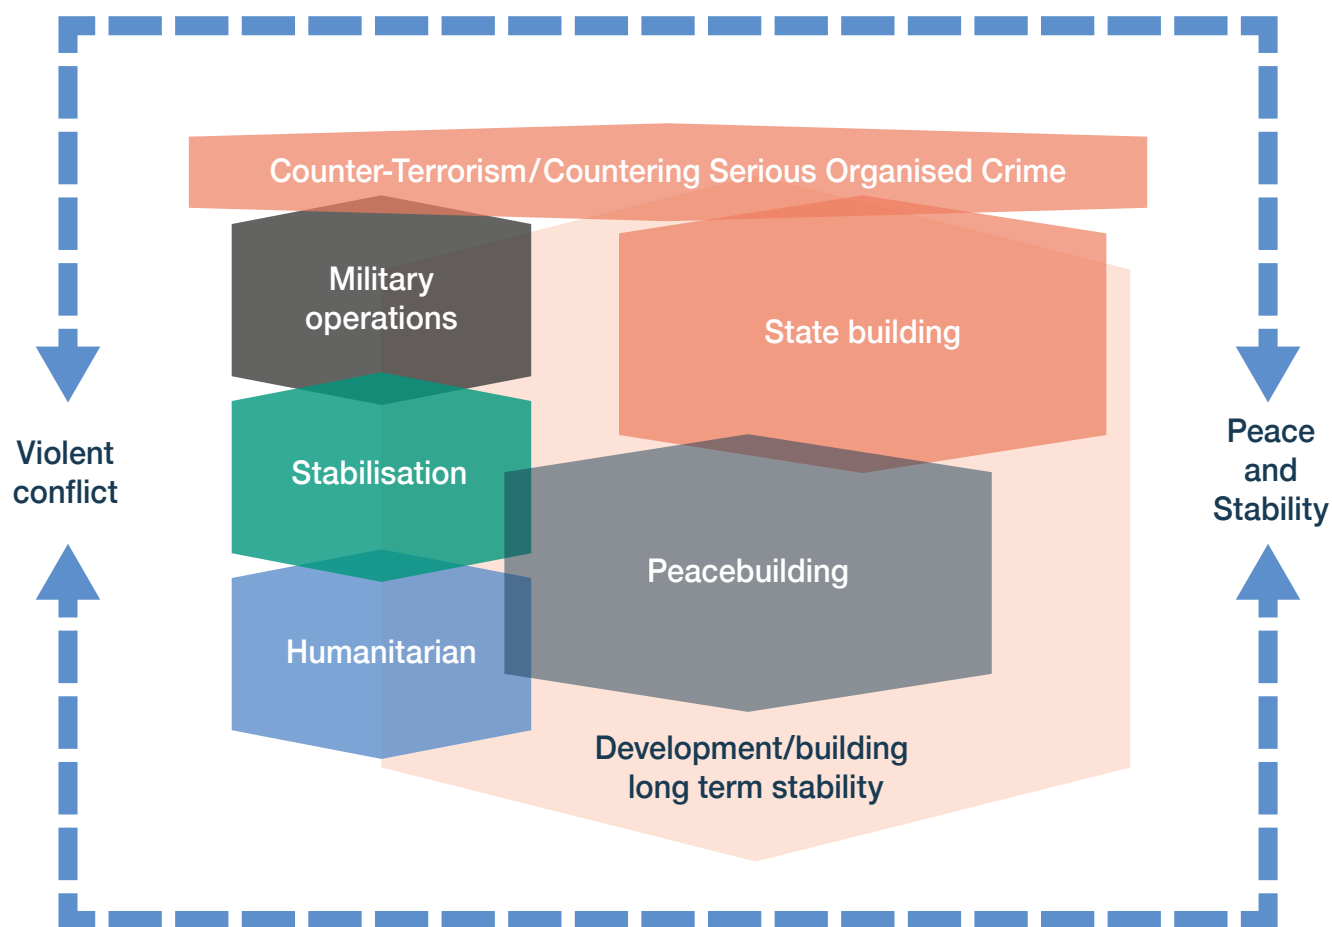 Counter-Terrorism/Countering Serious Organised Crime
Military
operations
State building
Violent
conflict
Stabilisation
Peace
and
Stability
Peacebuilding
Humanitarian
Development/building
long term stability